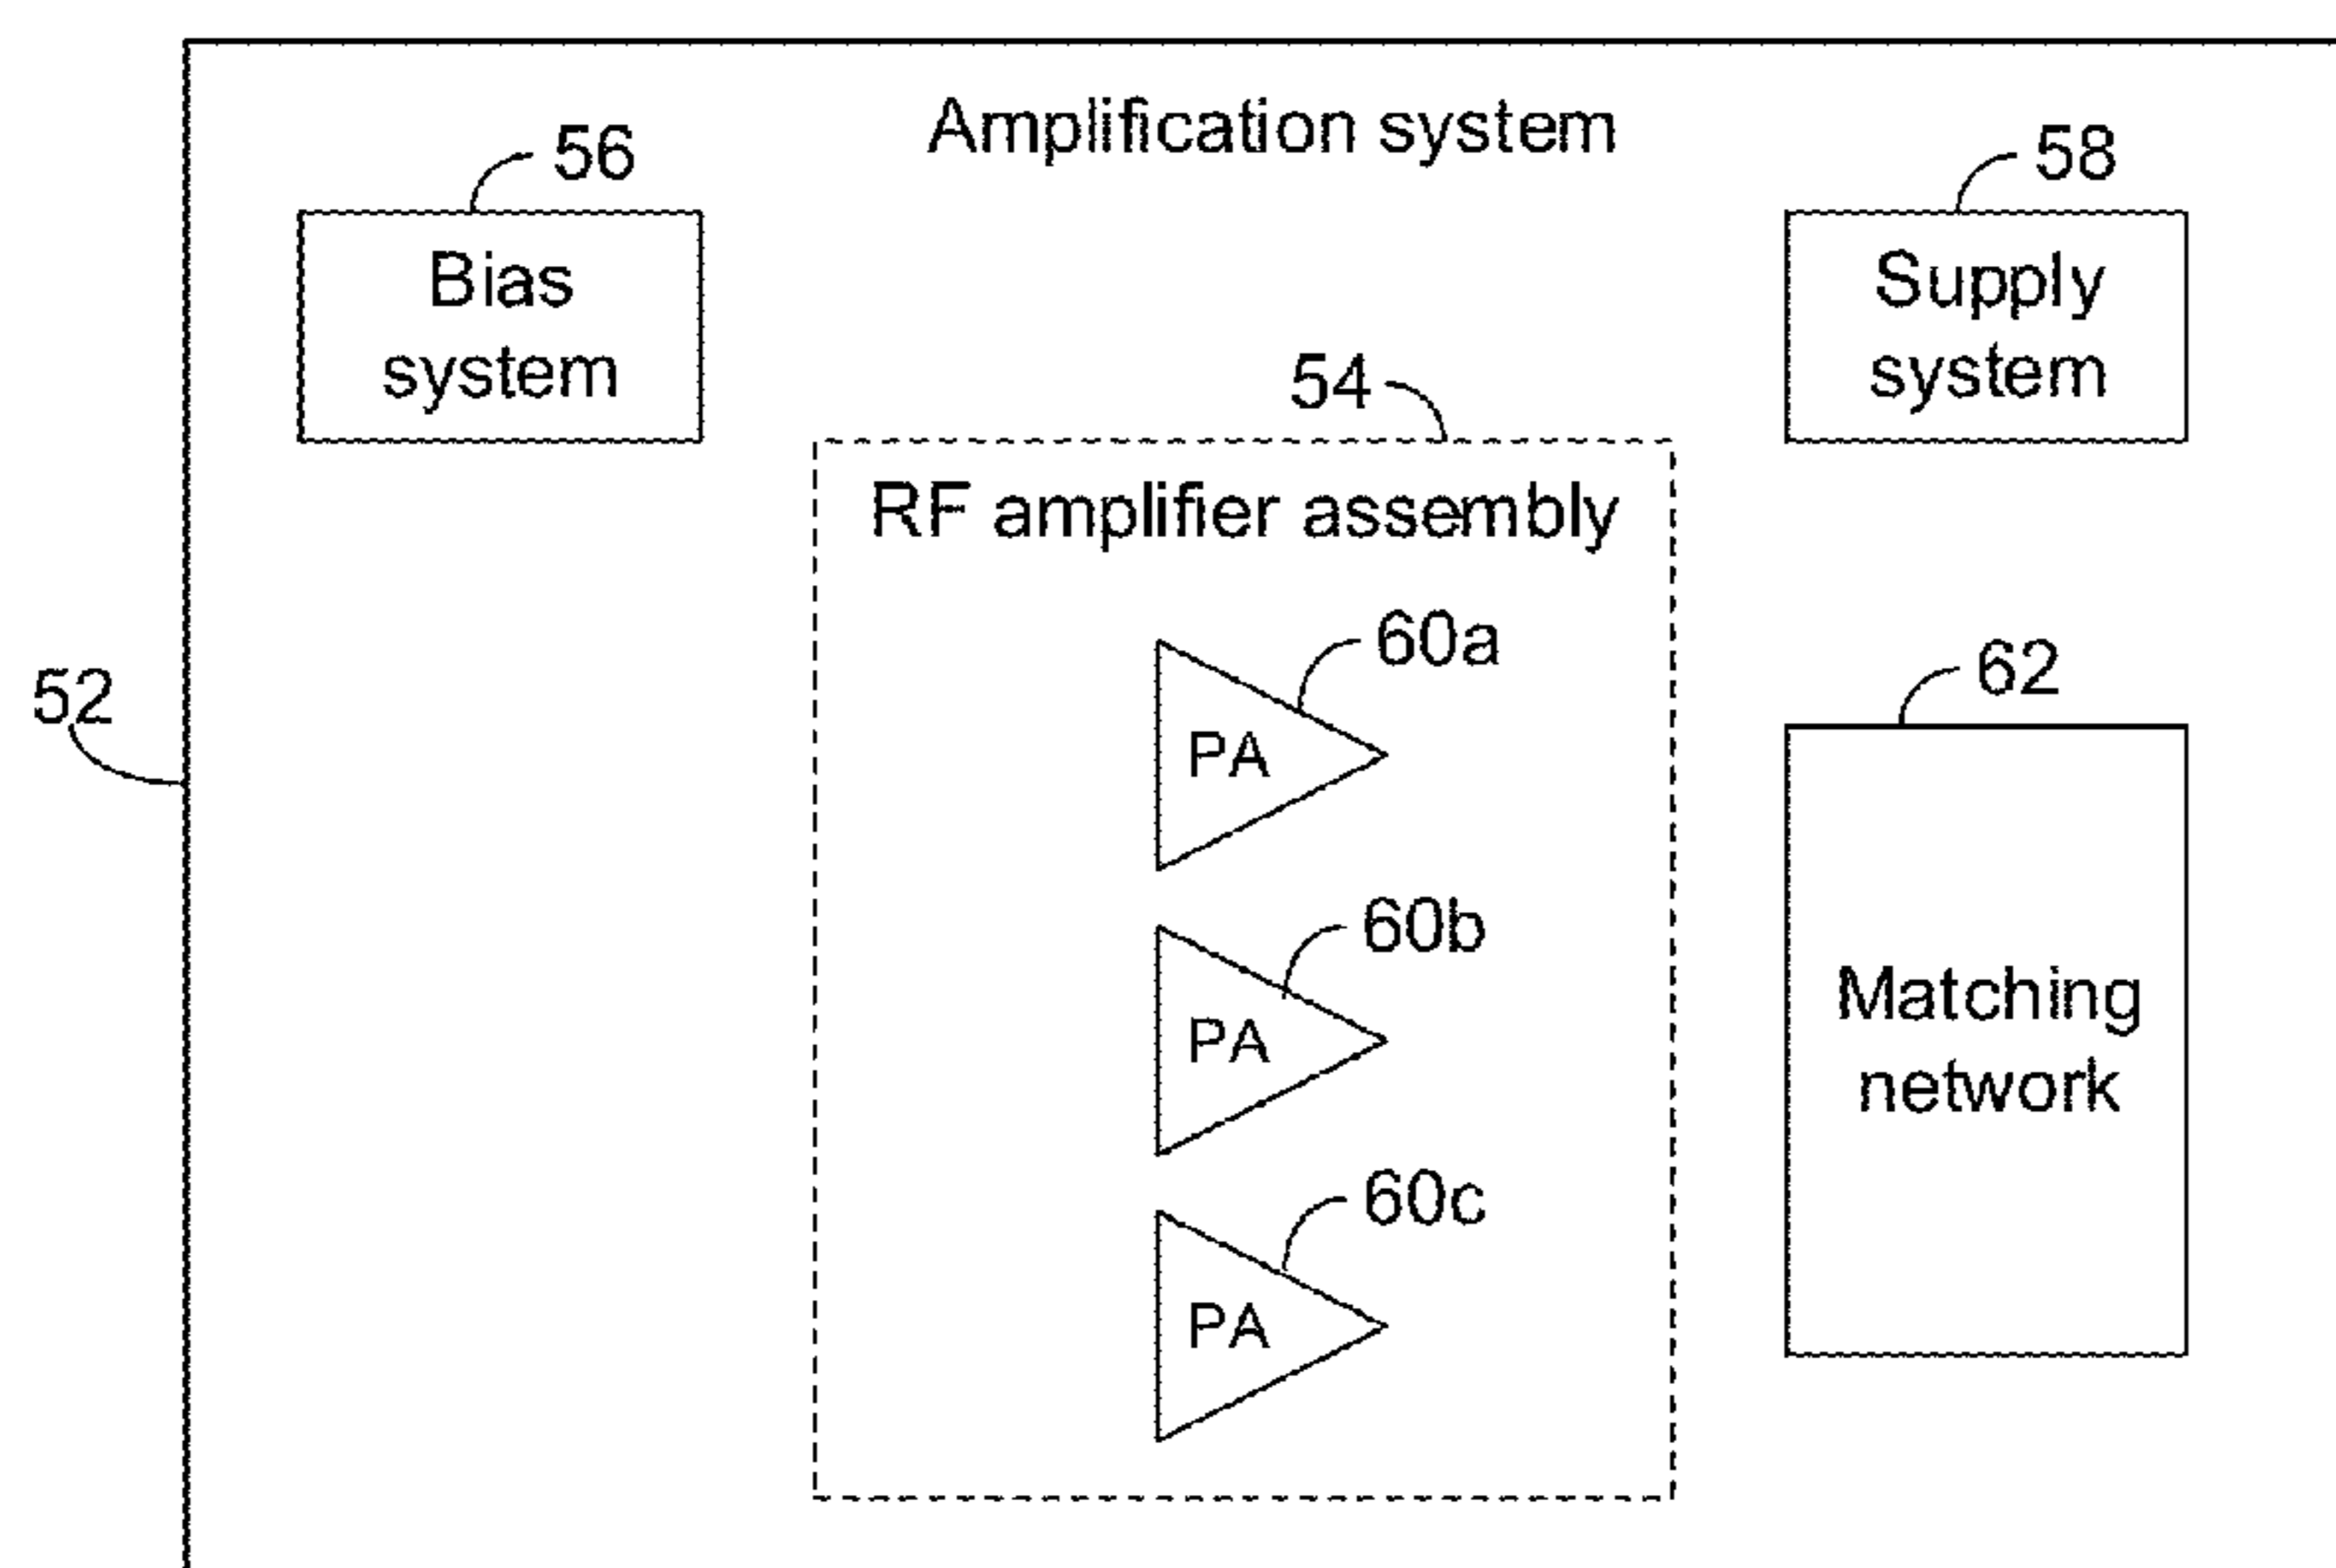 Amplification system
56
58
Bias
system
Supply
system
54
RF amplifier assembly
60a
PA
52
62
60b
PA
Matching
network
60c
PA